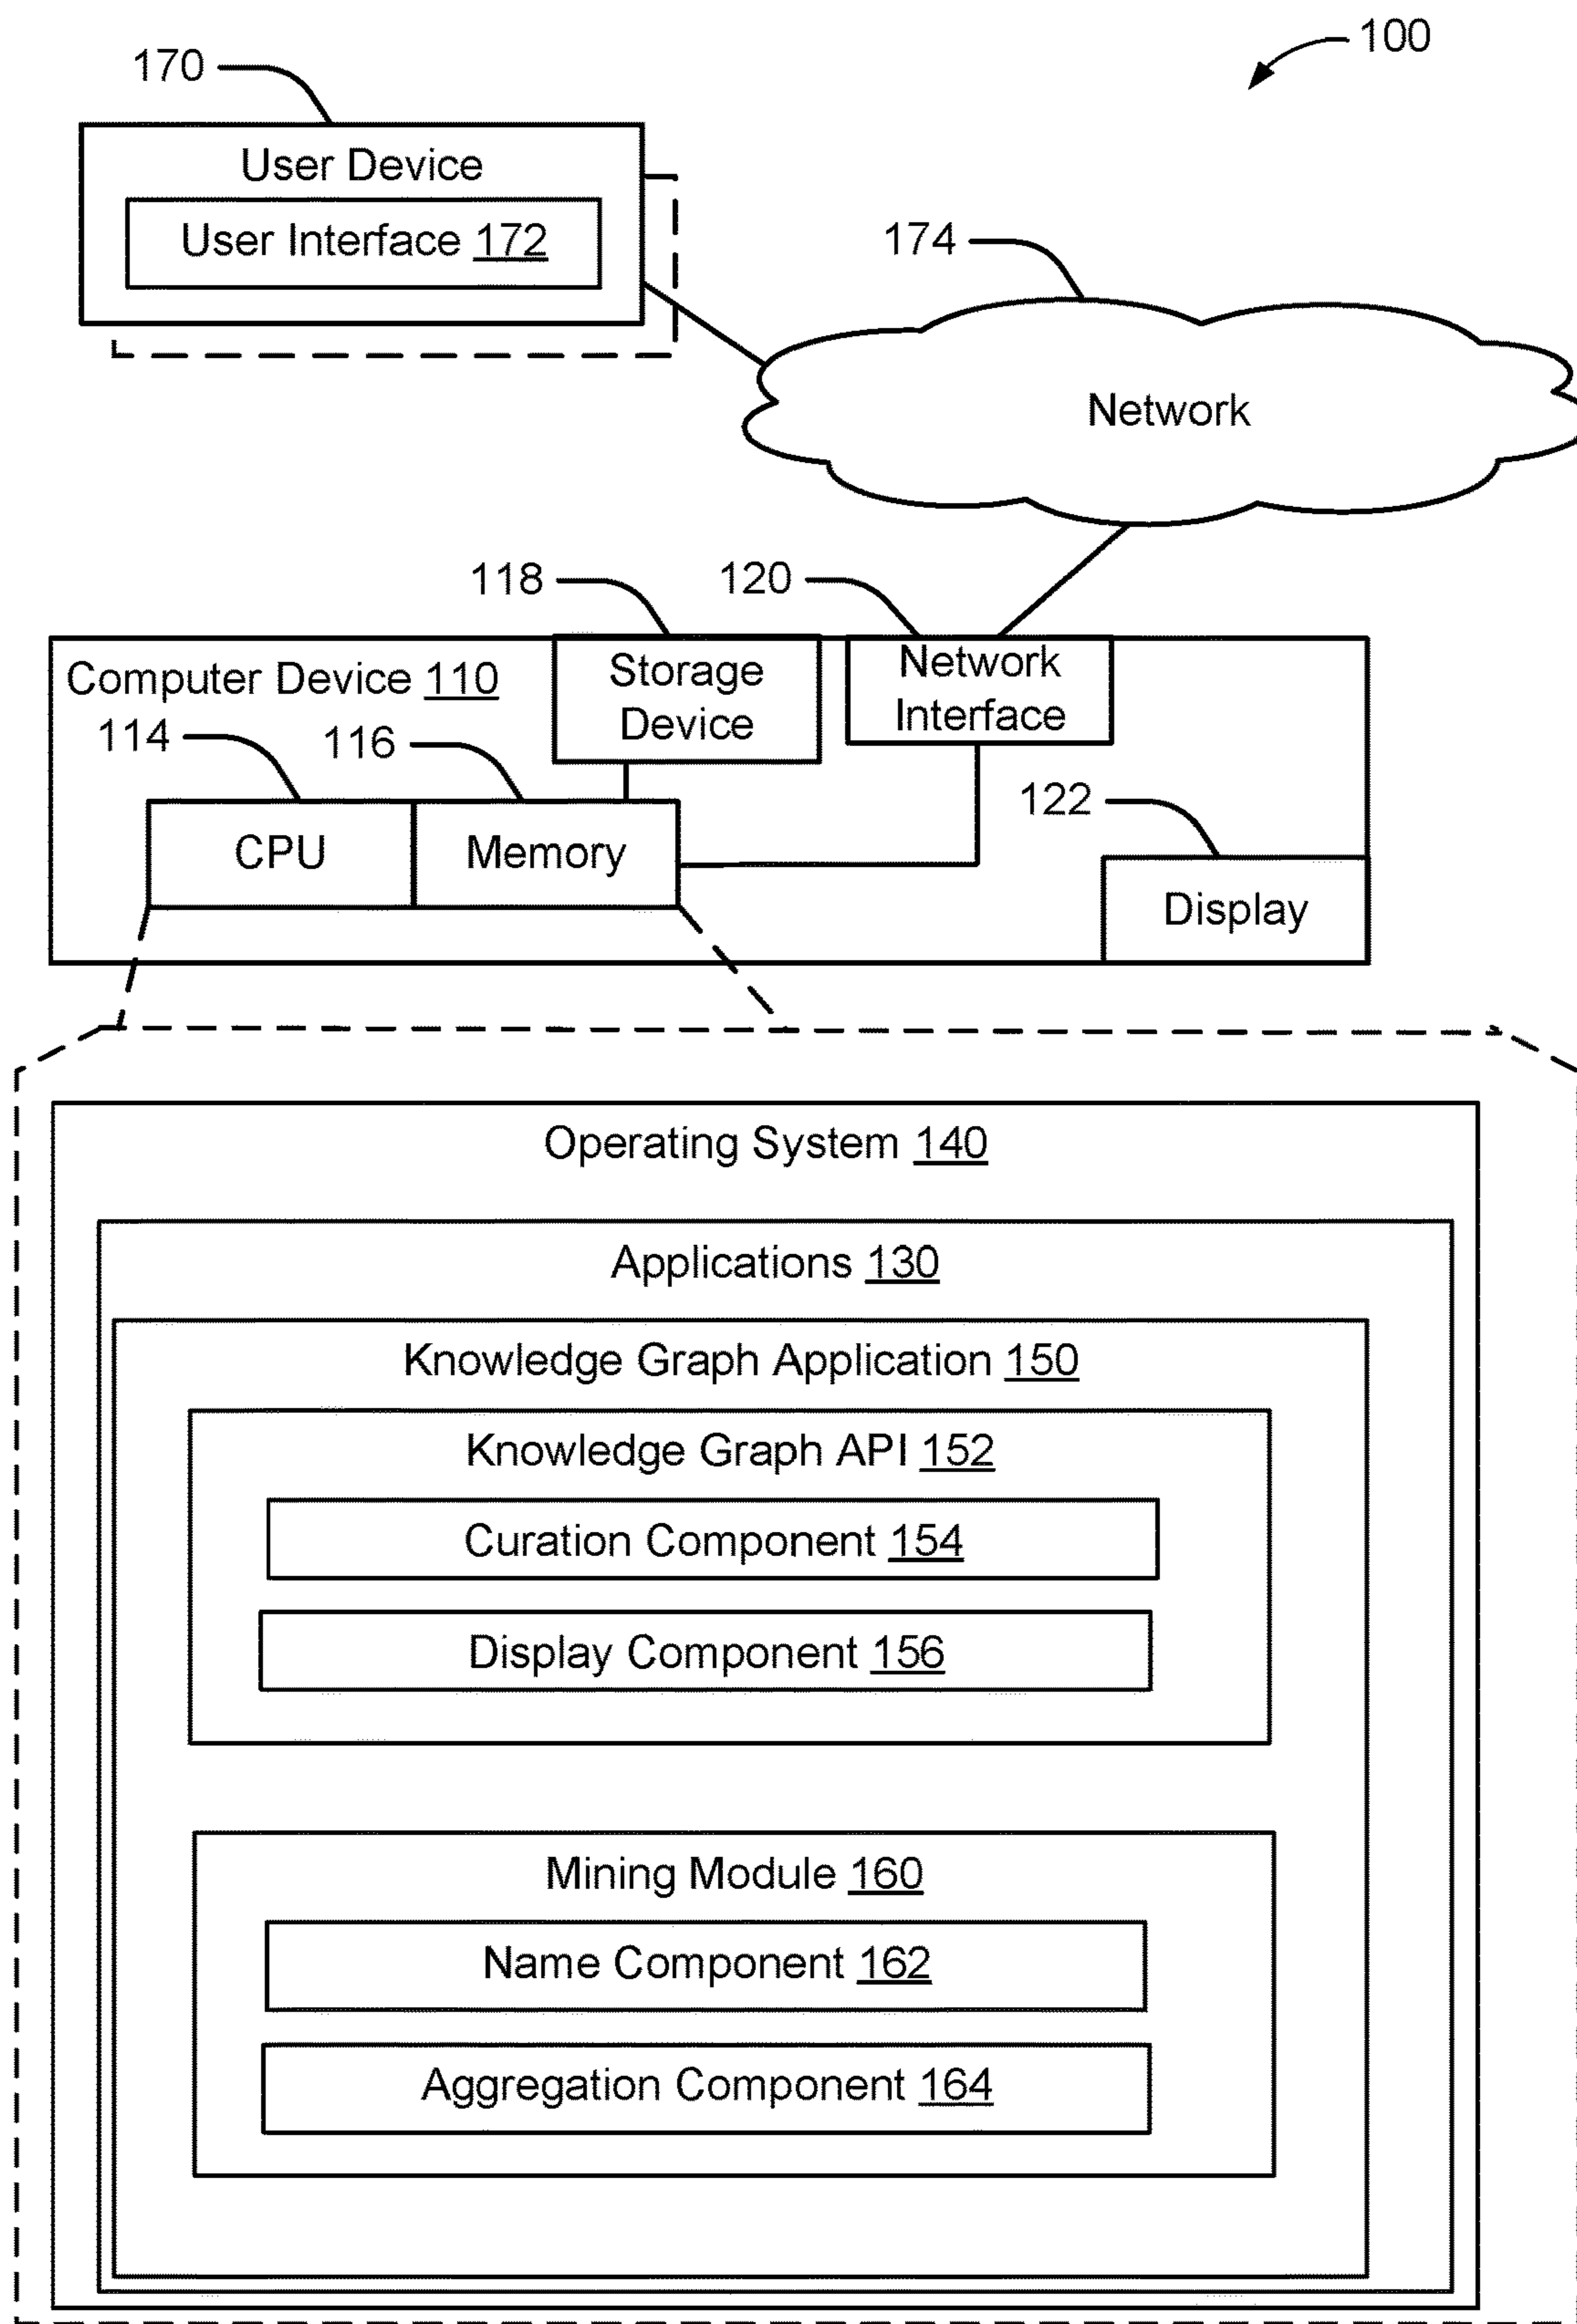 100
170
User Device
User Interface 172
174
Network
118
120
Computer Device 110
Storage
Device
Network
Interface
114
116
122
CPU
Memory
Display
Operating System 140
Applications 130
Knowledge Graph Application 150
Knowledge Graph API 152
Curation Component 154
Display Component 156
Mining Module 160
Name Component 162
Aggregation Component 164